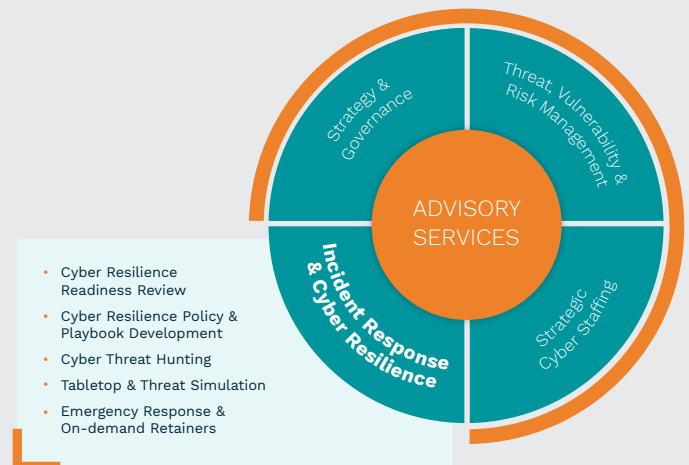 Strategy &
Governance
Threat, Vulnerability &
Risk Management
ADVISORY
SERVICES
Incident Response
& Cyber Resilience
Strategic
Cyber Staffing
• Cyber Resilience
Readiness Review
• Cyber Resilience Policy &
Playbook Development
• Cyber Threat Hunting
• Tabletop & Threat Simulation
• Emergency Response &
On-demand Retainers